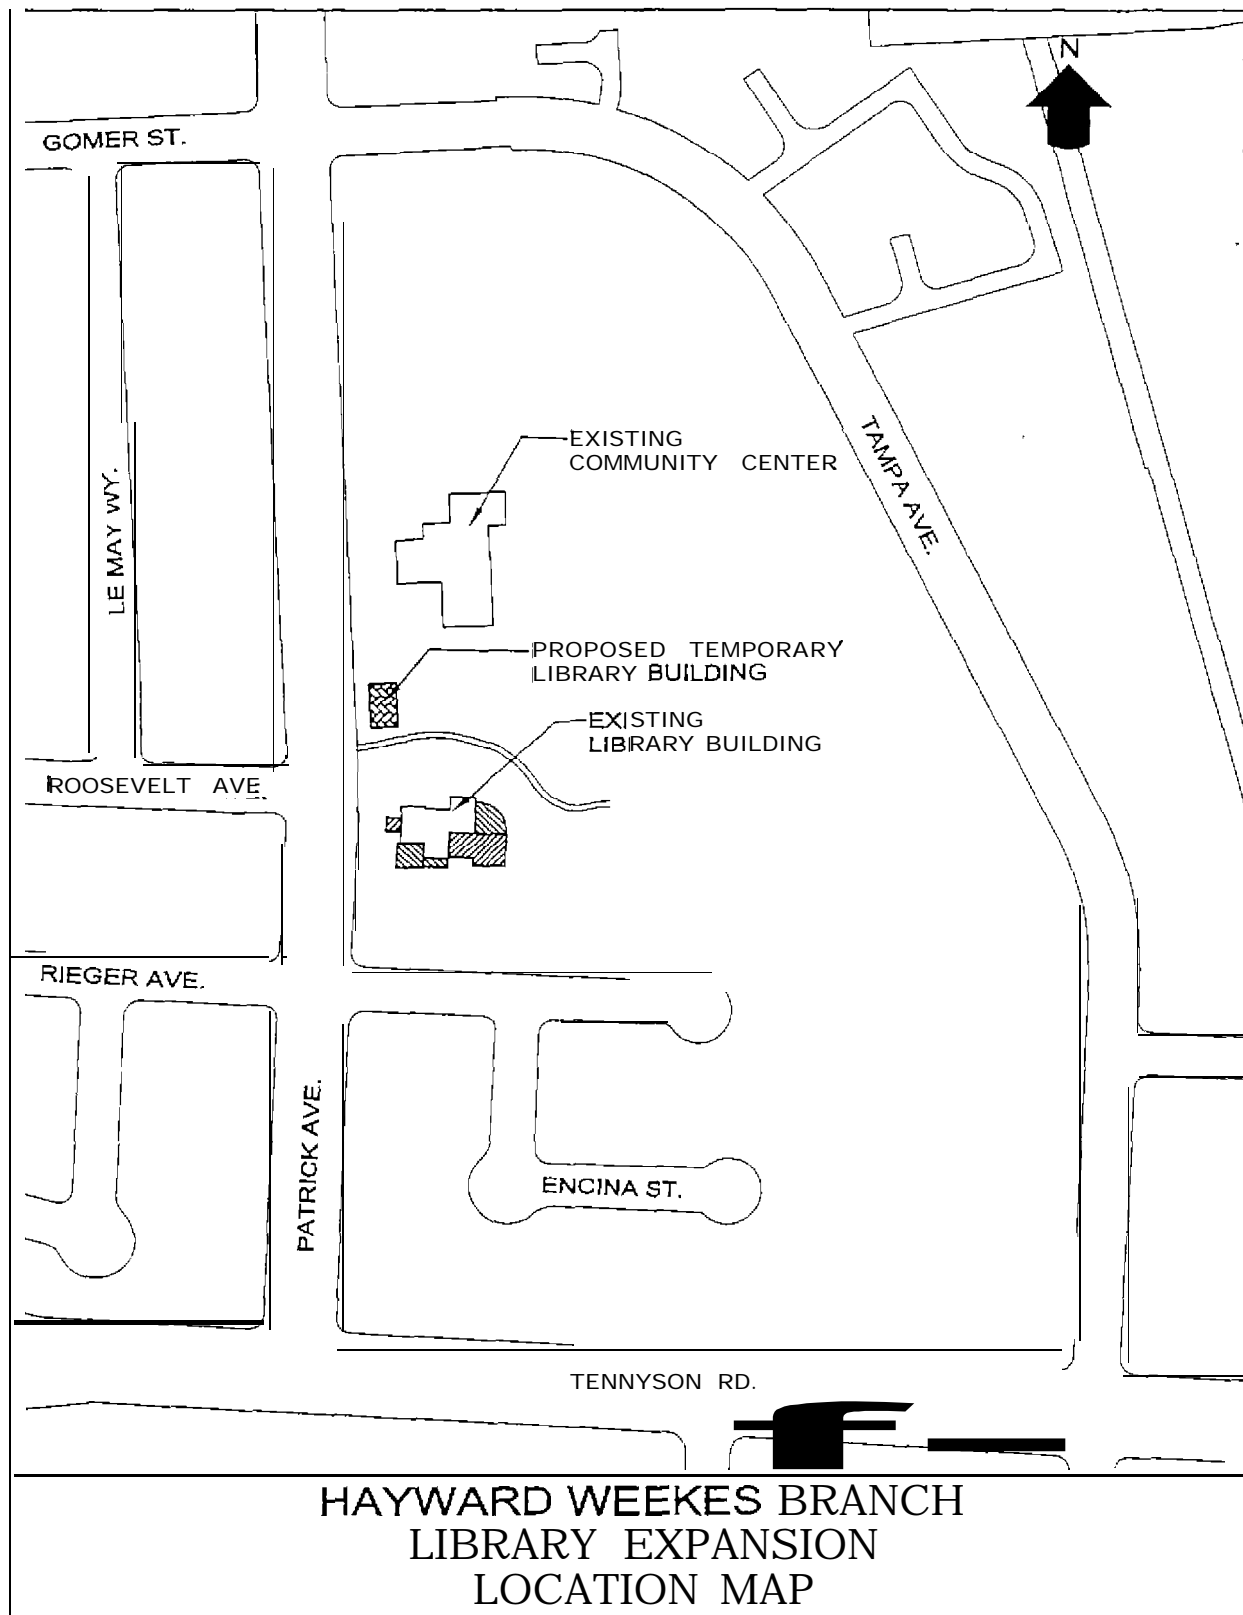 N
GOMER ST.
EXISTING
COMMUNITY CENTER
TAMPA AVE.
LE MAY WY.
PROPOSED TEMPORARY
LIBRARY BUILDING
EXISTING
LIBRARY BUILDING
ROOSEVELT AVE.
RIEGER AVE.
PATRICK AVE.
ENCINA ST.
TENNYSON RD.
HAYWARD WEEKES BRANCH
LIBRARY EXPANSION
LOCATION MAP